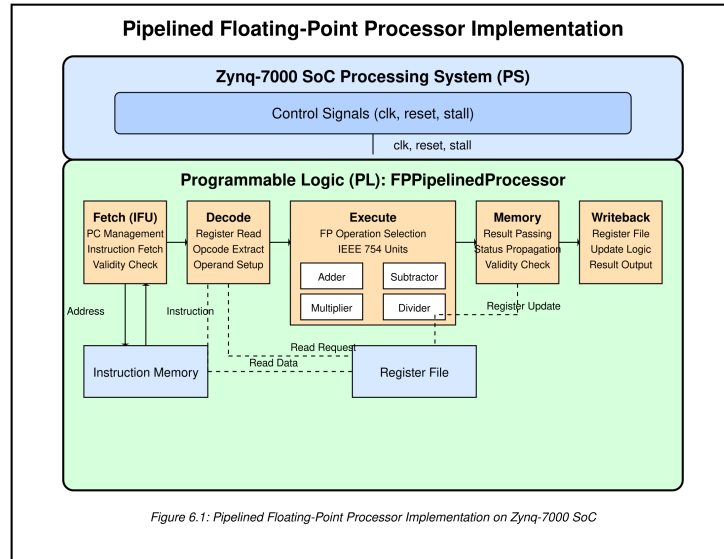 Pipelined Floating-Point Processor Implementation
Zynq-7000 SoC Processing System (PS)
Control Signals (clk, reset, stall)
clk, reset, stall
Programmable Logic (PL): FPPipelinedProcessor
Fetch (IFU)
PC Management
Instruction Fetch
Validity Check
Decode
Register Read
Opcode Extract
Operand Setup
Execute
FP Operation Selection
IEEE 754 Units
Adder
Subtractor
Multiplier
Divider
Memory
Result Passing
Status Propagation
Validity Check
Writeback
Register File
Update Logic
Result Output
Address
Instruction
Register Update
Read Request
Read Data
Instruction Memory
Register File
Figure 6.1: Pipelined Floating-Point Processor Implementation on Zynq-7000 SoC